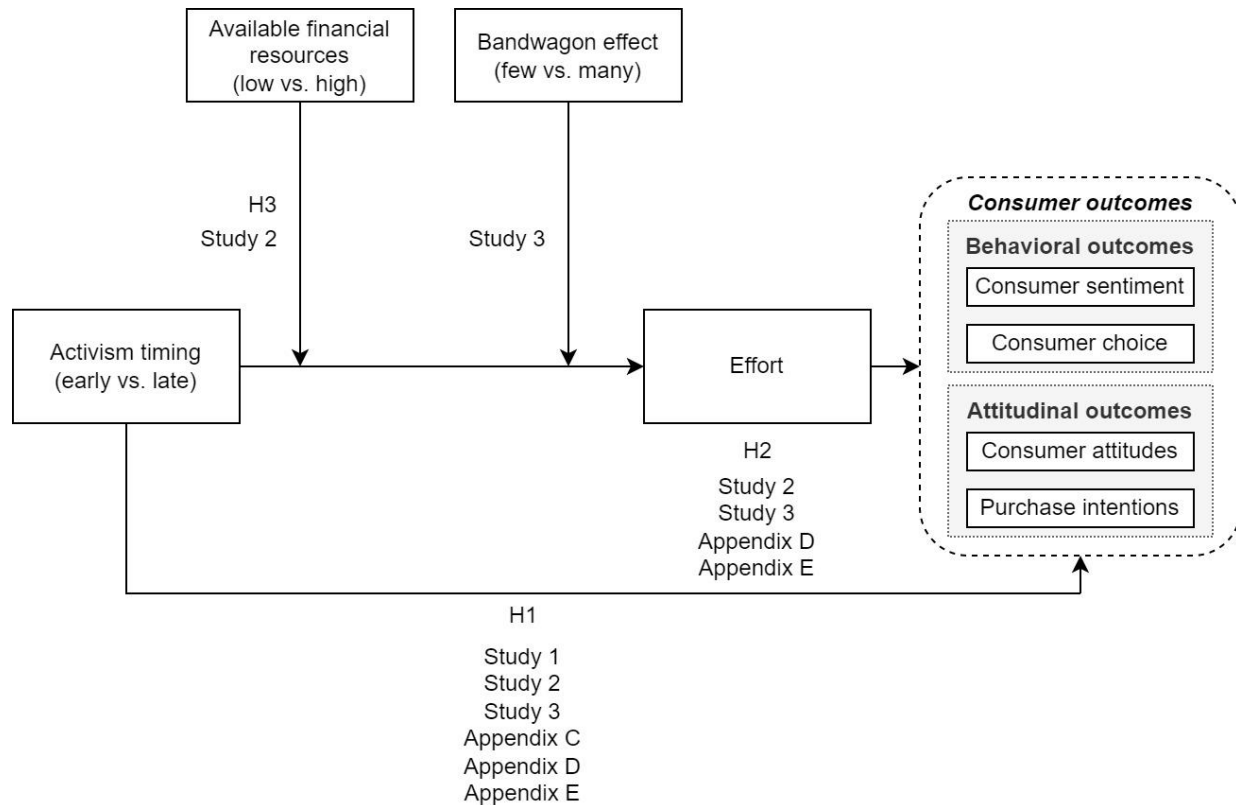 Available financial
resources
(low vs. high)
Bandwagon effect
(few vs. many)
H3
Study 2
Study 3
Activism timing
(early vs. late)
Effort
H2
Study 2
Study 3
Appendix D
Appendix E
Consumer outcomes
Behavioral outcomes
Consumer sentiment
Consumer choice
Attitudinal outcomes
Consumer attitudes
Purchase intentions
H1
Study 1
Study 2
Study 3
Appendix C
Appendix D
Appendix E